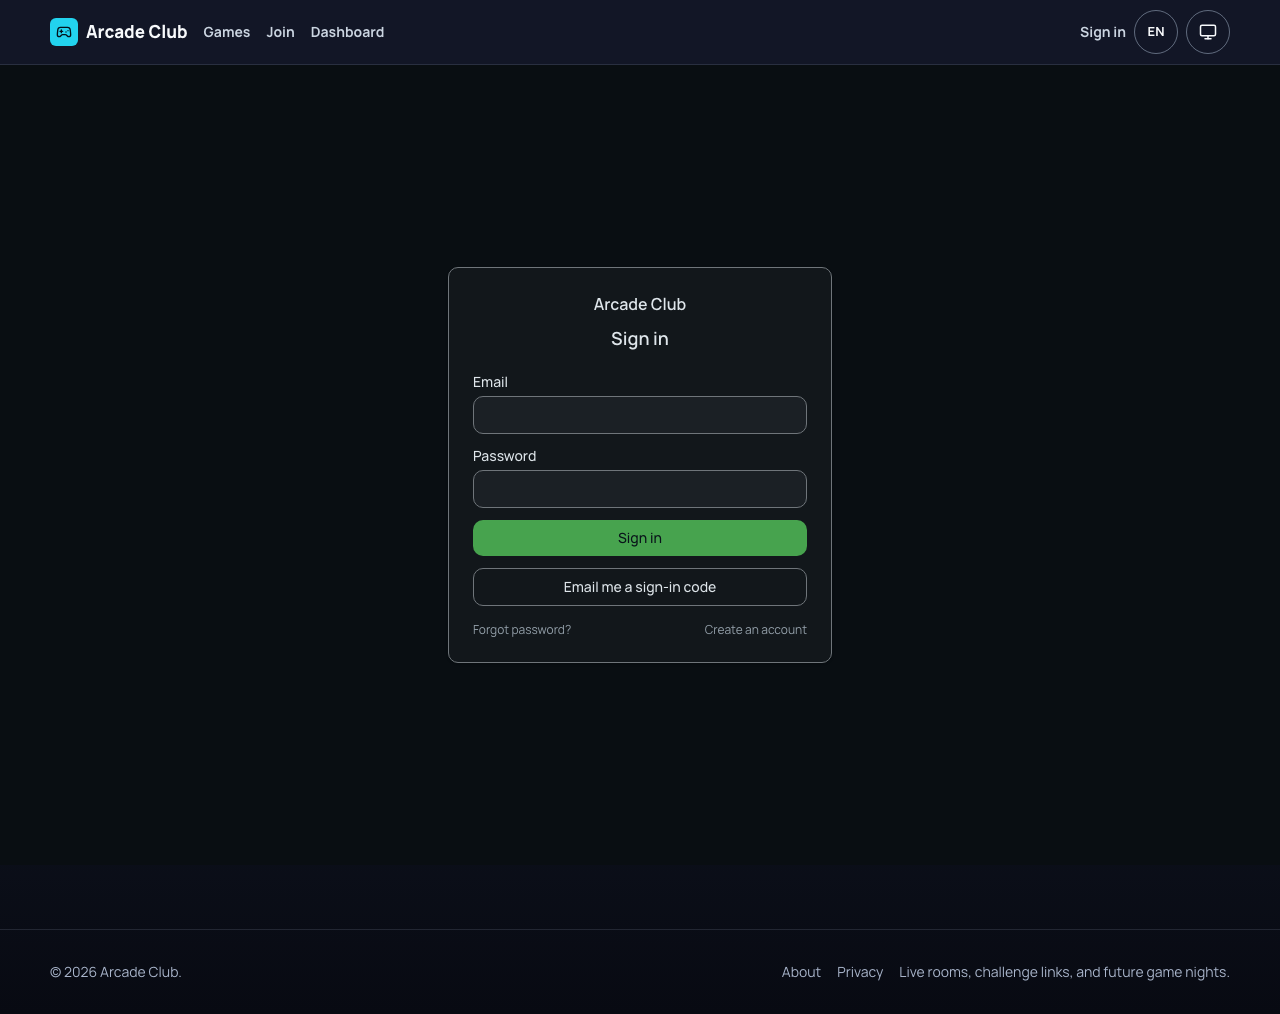 Arcade Club Games Join Dashboard Sign in EN
Arcade Club
Sign in
Email
Password
Sign in
Email me a sign-in code
Forgot password? Create an account
© 2026 Arcade Club. About Privacy Live rooms, challenge links, and future game nights.